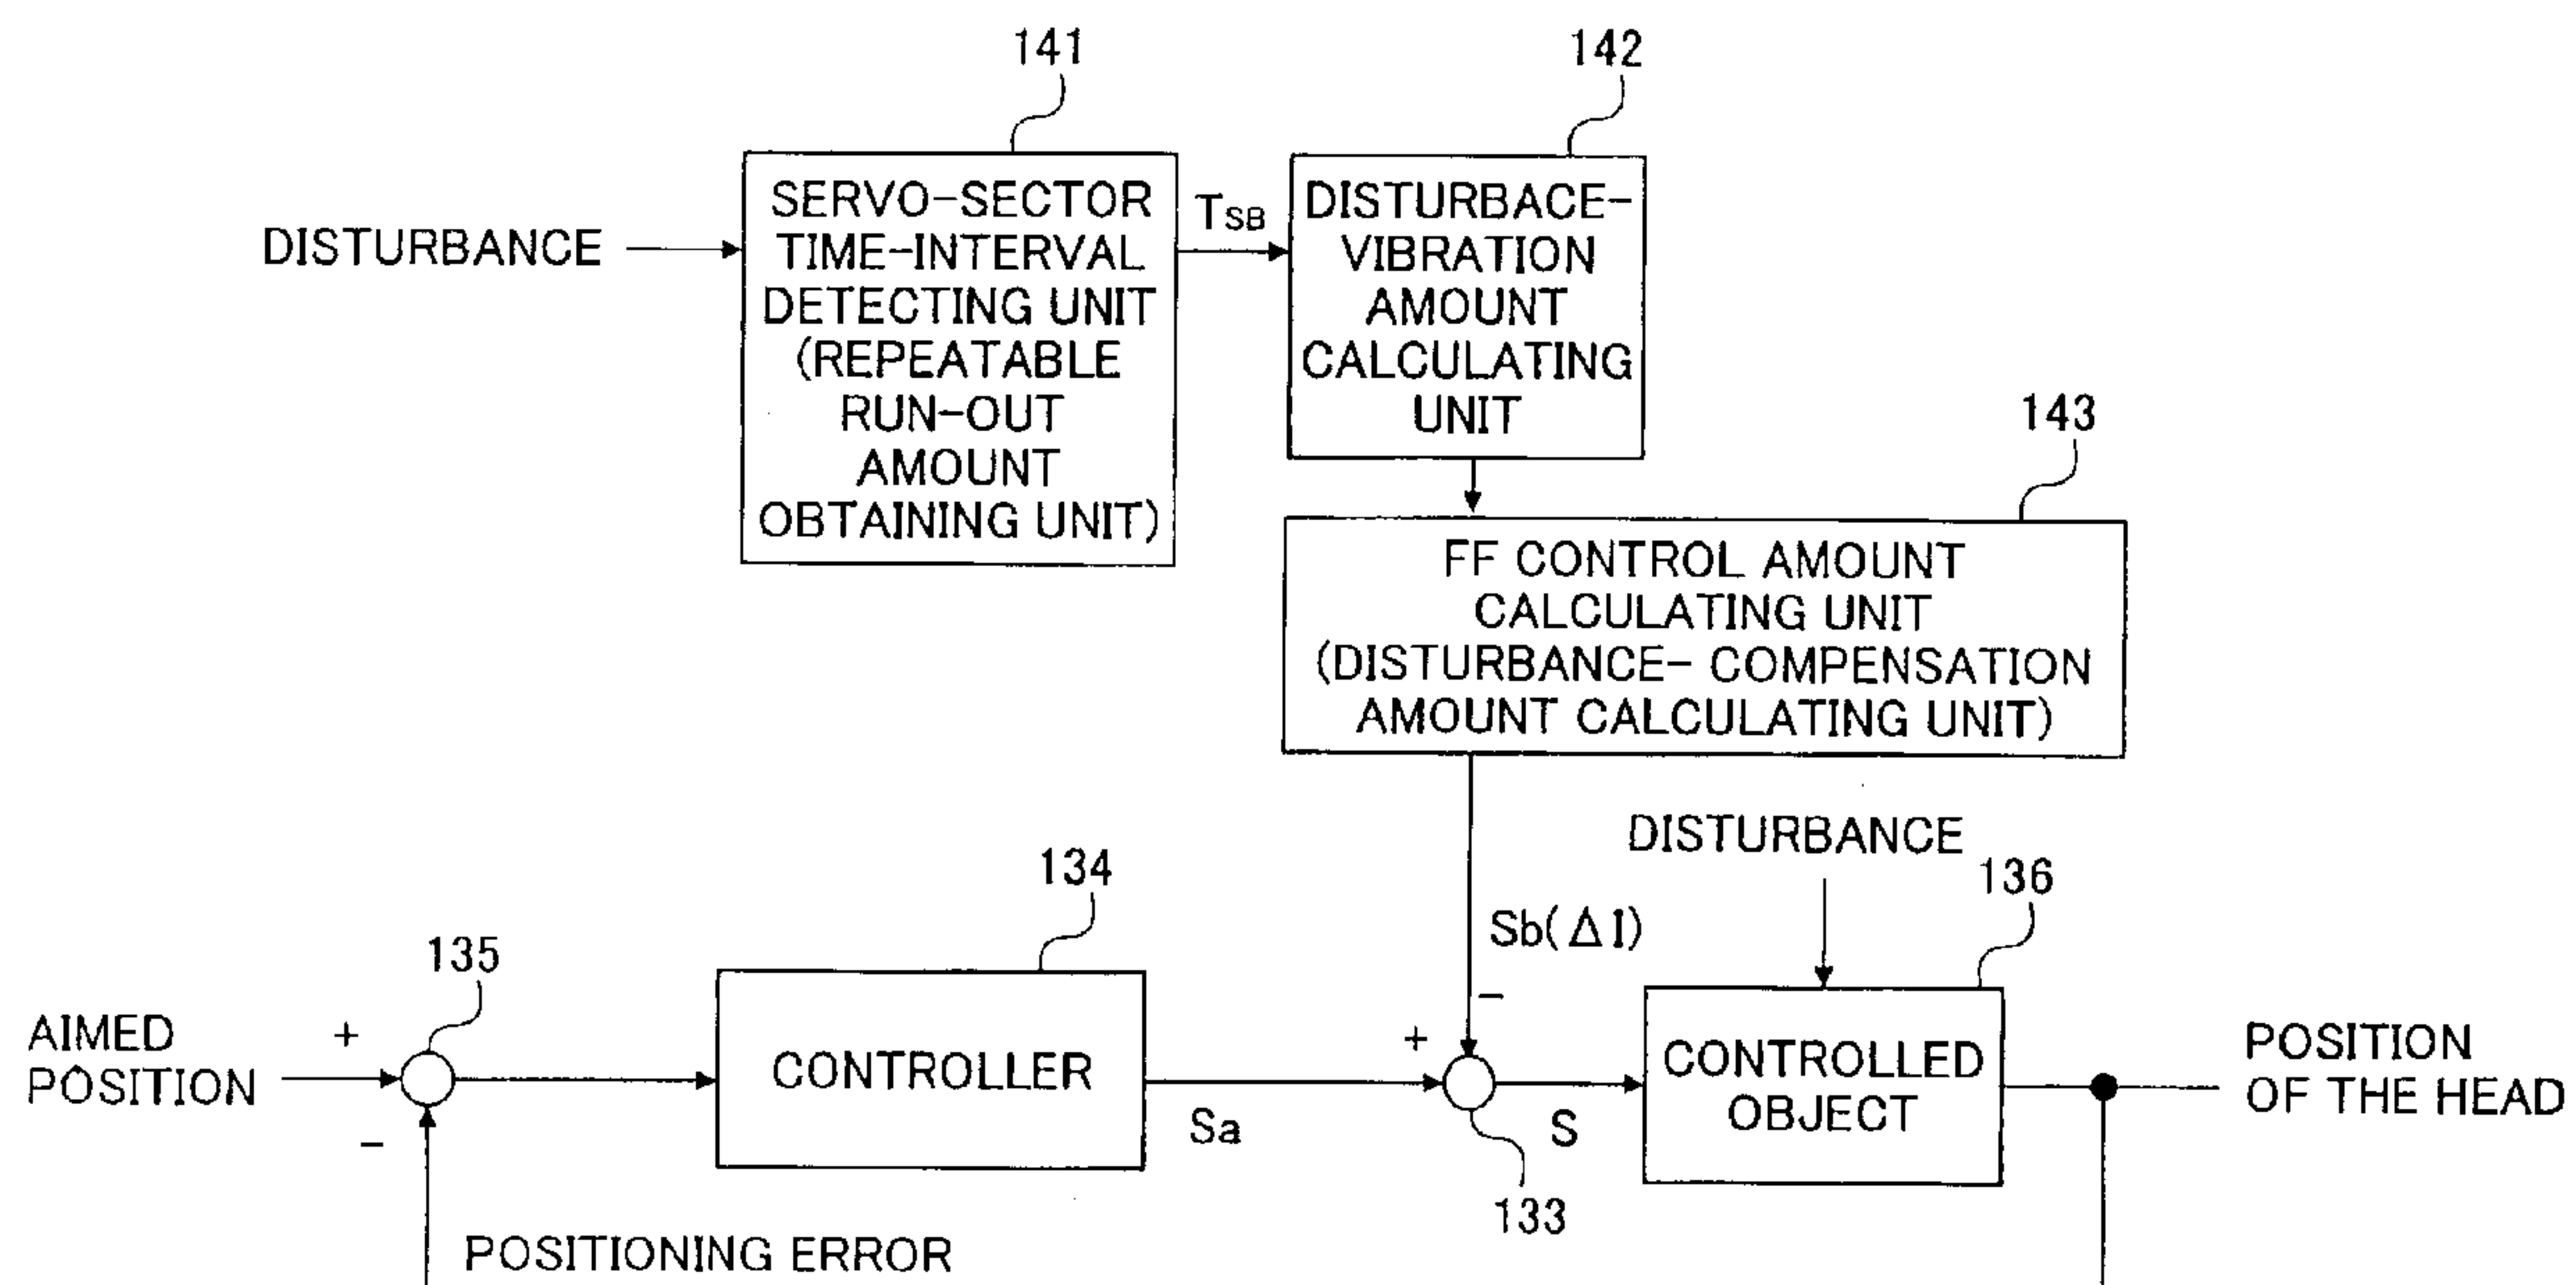 141
142
SERVO-SECTOR
TIME-INTERVAL
DETECTING UNIT
(REPEATABLE
RUN-OUT
AMOUNT
OBTAINING UNIT)
DISTURBANCE
TSB
DISTURBACE-
VIBRATION
AMOUNT
CALCULATING
UNIT
143
FF CONTROL AMOUNT
CALCULATING UNIT
(DISTURBANCE- COMPENSATION
AMOUNT CALCULATING UNIT)
DISTURBANCE
134
136
135
Sb(ΔI)
AIMED
POSITION
+
-
CONTROLLER
Sa
+
-
S
133
CONTROLLED
OBJECT
POSITION
OF THE HEAD
POSITIONING ERROR